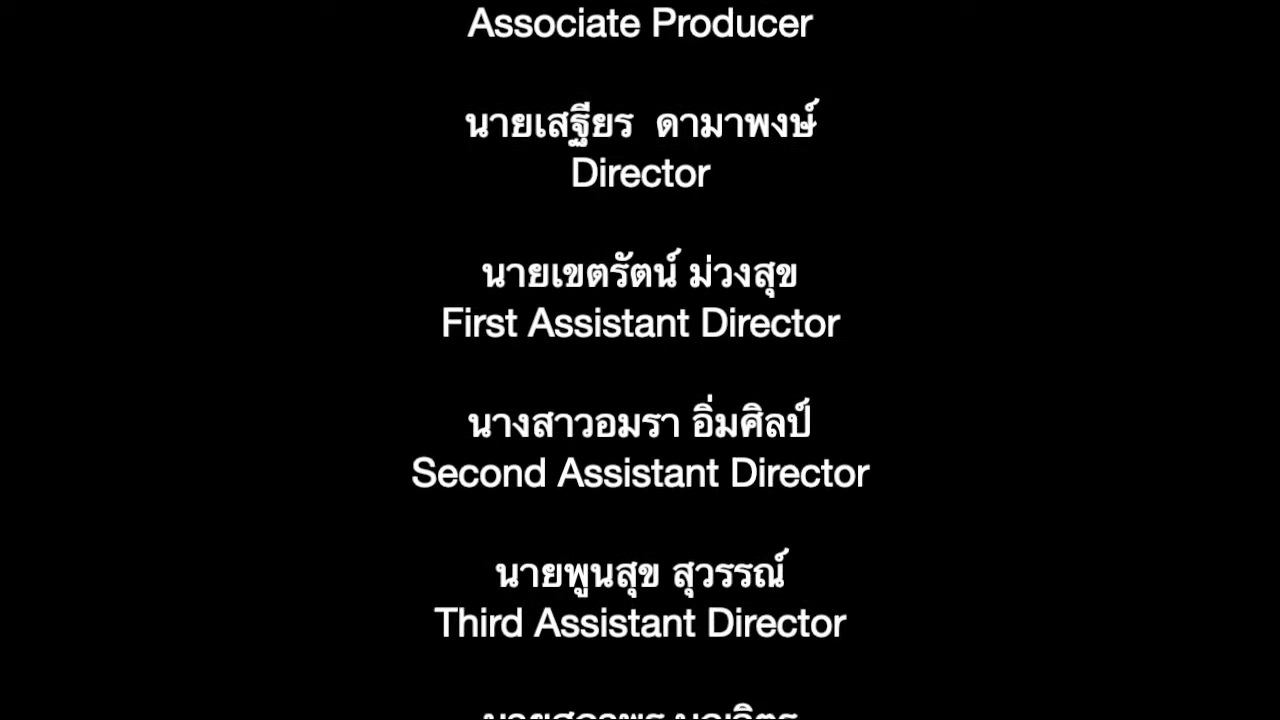 Associate Producer
นายเสฐียร ดามาพงษ์
Director
นายเขตรัตน์ ม่วงสุข
First Assistant Director
นางสาวอมรา อิ่มศิลป์
Second Assistant Director
นายพูนสุข สุวรรณ์
Third Assistant Director